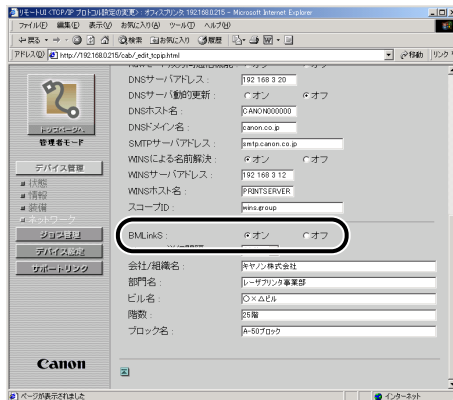 リモートUI <TCP/IP プロトコル設定の変更> : オフィスプリンタ: 192.168.0.215 - Microsoft Internet Explorer
ファイル(F) 編集(E) 表示(V) お気に入り(A) ツール(T) ヘルプ(H)
戻る 検索 お気に入り 履歴
アドレス(D) http://192.168.0.215/cab/_edit_tcpip.html 移動 リンク
DNSサーバアドレス : 192.168.3.20
DNSサーバ動的更新 : オン オフ
DNSホスト名 : CANON000000
DNSドメイン名 : canon.co.jp
SMTPサーバアドレス : smtp.canon.co.jp
WINSによる名前解決 : オン オフ
WINSサーバアドレス : 192.168.3.12
WINSホスト名 : PRINTSERVER
スコープID : wins.group
BMLinkS : オン オフ
会社/組織名 : キヤノン株式会社
部門名 : レーザプリンタ事業部
ビル名 : 〇×△ビル
階数 : 25階
ブロック名 : A-50ブロック
トップページへ
管理者モード
デバイス管理
状態
情報
装備
ネットワーク
ジョブ管理
デバイス設定
サポートリンク
Canon
ページが表示されました インターネット